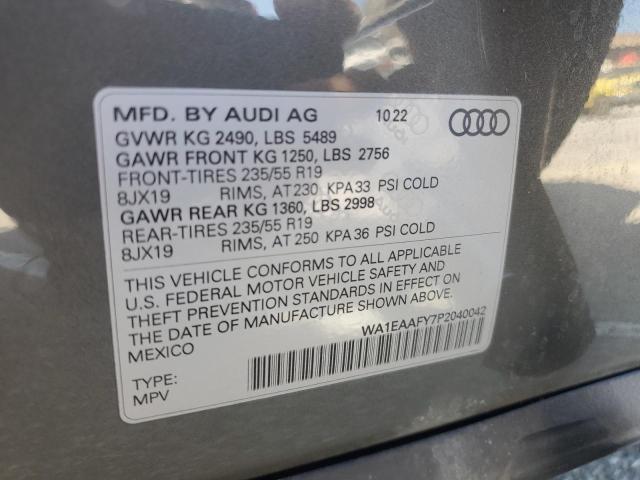 MFD. BY AUDI AG 10 22
GVWR KG 2490, LBS 5489
GAWR FRONT KG 1250, LBS 2756
FRONT-TIRES 235/55 R19
8JX19 RIMS, AT 230 KPA 33 PSI COLD
GAWR REAR KG 1360, LBS 2998
REAR-TIRES 235/55 R19
8JX19 RIMS, AT 250 KPA 36 PSI COLD
THIS VEHICLE CONFORMS TO ALL APPLICABLE
U.S. FEDERAL MOTOR VEHICLE SAFETY AND
THEFT PREVENTION STANDARDS IN EFFECT ON
THE DATE OF MANUFACTURE SHOWN ABOVE.
MEXICO
WA1EAAFY7P2040042
TYPE:
MPV